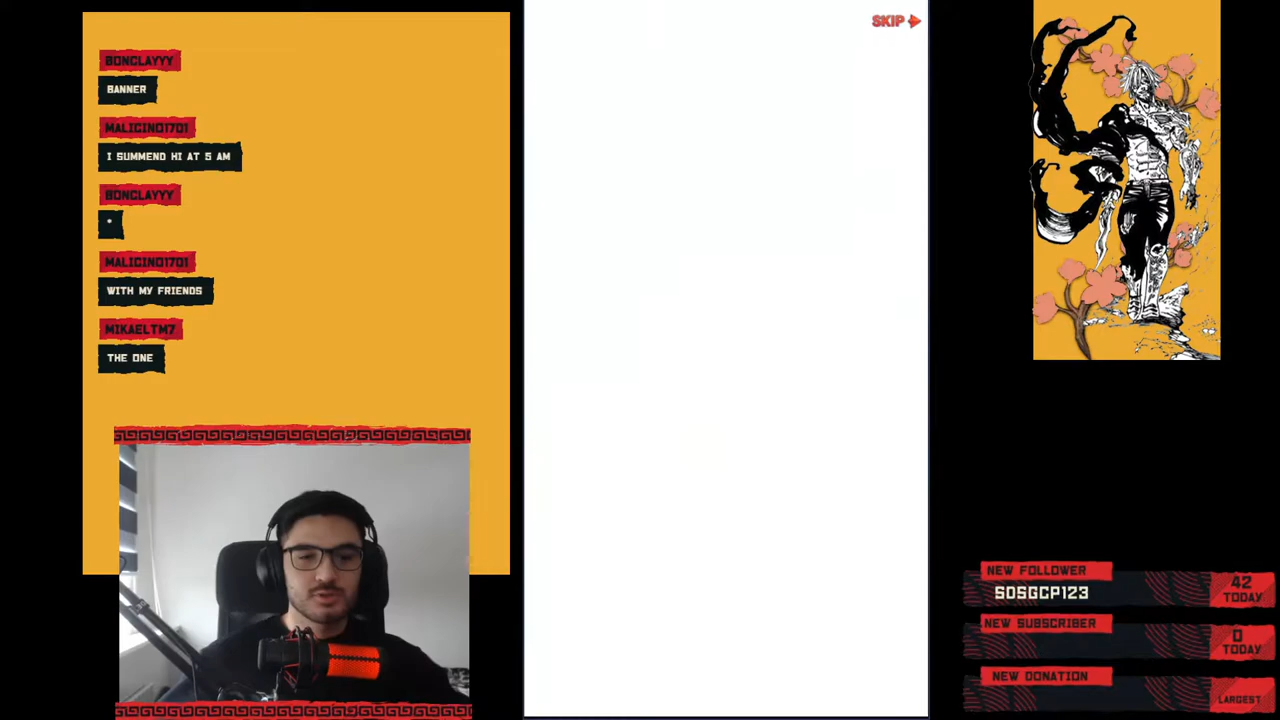 BONCLAYYY
BANNER
MALICINO1701
I SUMMEND HI AT 5 AM
BONCLAYYY
*
MALICINO1701
WITH MY FRIENDS
MIKAELTM7
THE ONE
SKIP
NEW FOLLOWER
SDSGCP123
42
TODAY
NEW SUBSCRIBER
0
TODAY
NEW DONATION
LARGEST